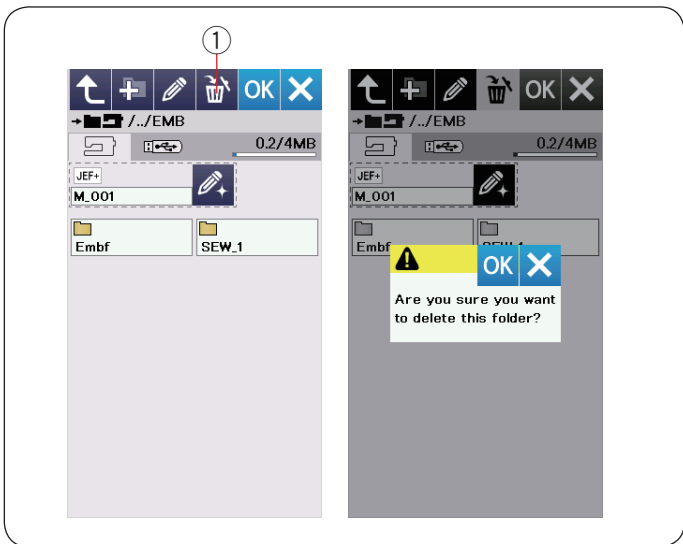 1
OK
/../EMB
0.2/4MB
JEF+
M_001
Embf
SEW_1
OK
/../EMB
0.2/4MB
JEF+
M_001
Embf
SEW_1
OK
Are you sure you want
to delete this folder?